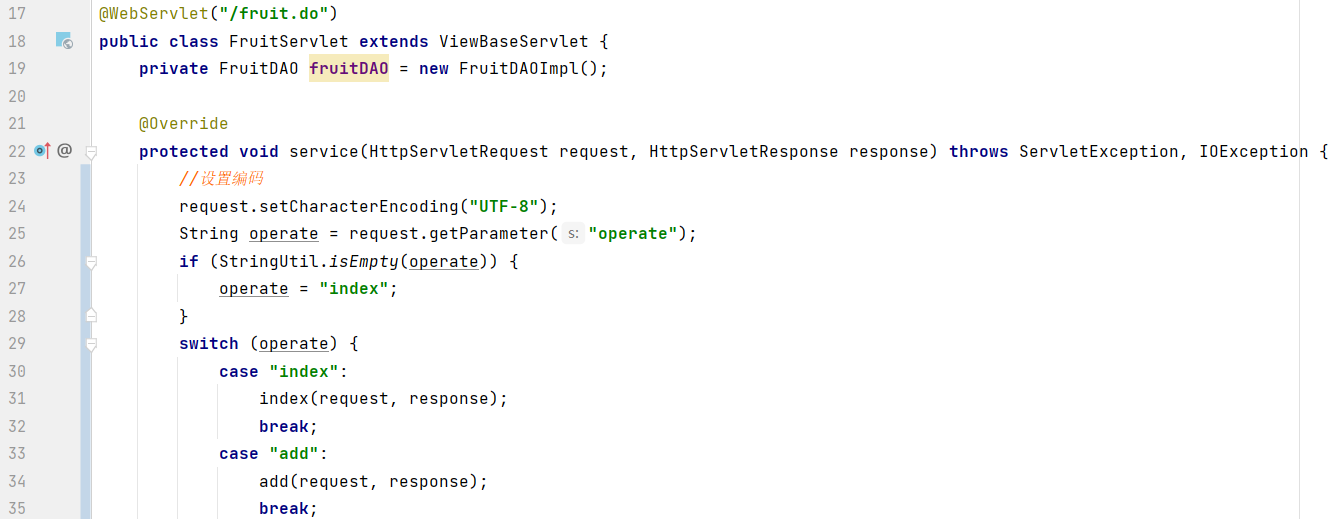 17 @WebServlet("/fruit.do")
18 public class FruitServlet extends ViewBaseServlet {
19 private FruitDAO fruitDAO = new FruitDAOImpl();
20
21 @Override
22 @ protected void service(HttpServletRequest request, HttpServletResponse response) throws ServletException, IOException {
23 //设置编码
24 request.setCharacterEncoding("UTF-8");
25 String operate = request.getParameter( s: "operate");
26 if (StringUtil.isEmpty(operate)) {
27 operate = "index";
28 }
29 switch (operate) {
30 case "index":
31 index(request, response);
32 break;
33 case "add":
34 add(request, response);
35 break;